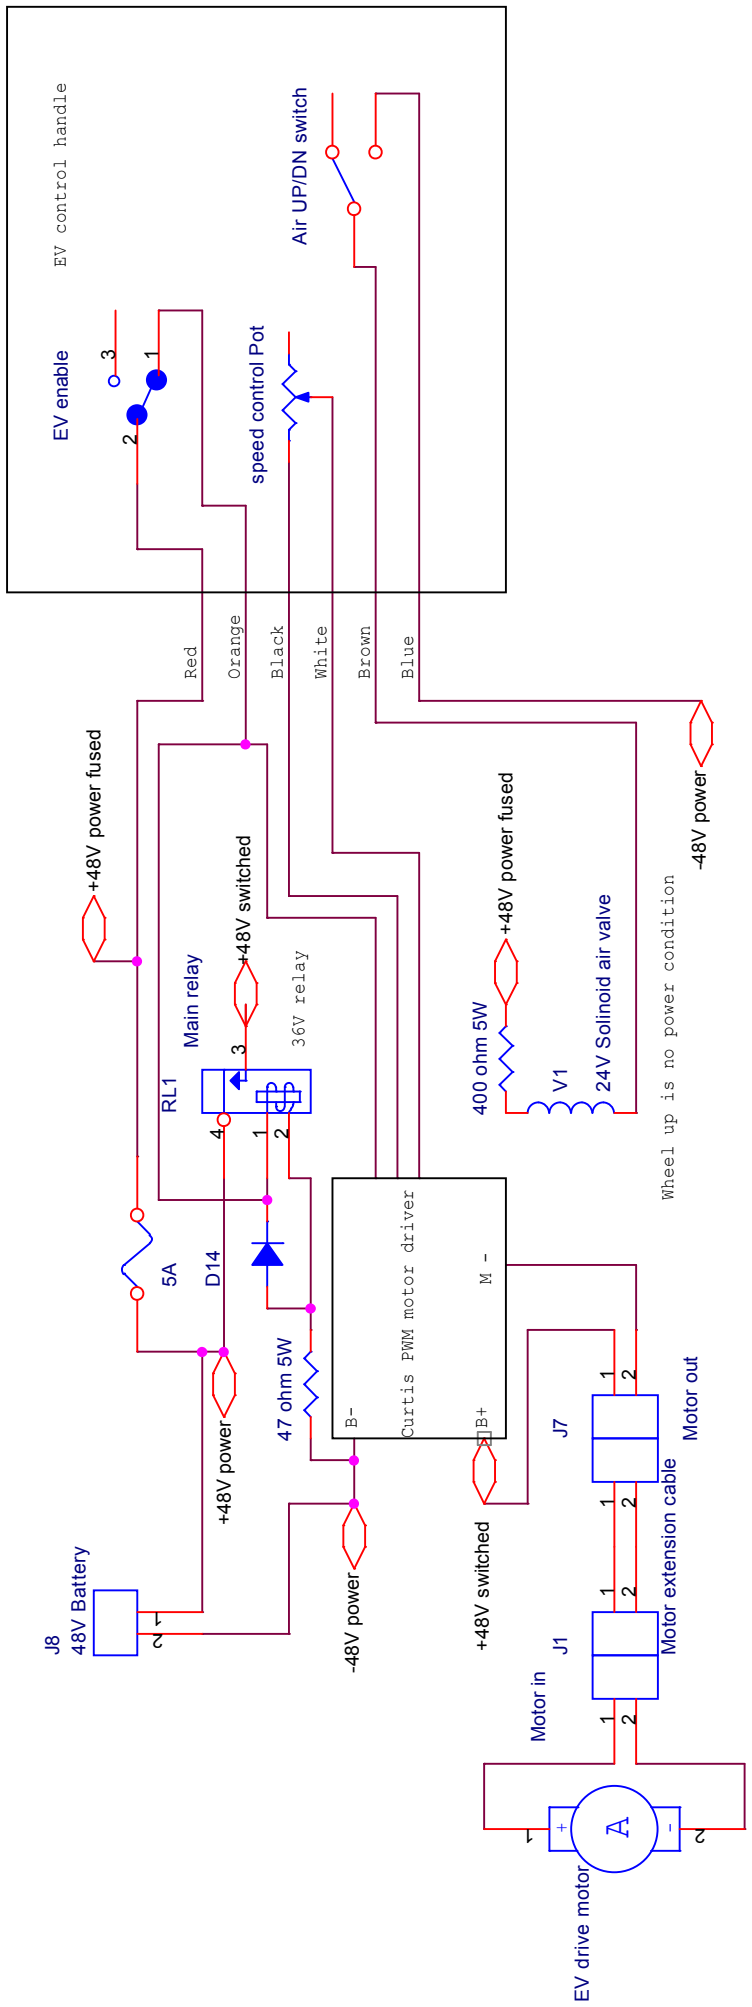 J8
48V Battery
1
2
+48V power
5A
D14
+48V power fused
RL1
Main relay
4
1
2
3
+48V switched
36V relay
47 ohm 5W
-48V power
B-
Curtis PWM motor driver
B+
M -
+48V switched
Red
Orange
Black
White
Brown
Blue
EV enable
2
3
1
EV control handle
speed control Pot
Air UP/DN switch
400 ohm 5W
+48V power fused
V1
24V Solinoid air valve
Wheel up is no power condition
-48V power
EV drive motor
1
+
A
-
2
Motor in
J1
1
2
1
2
Motor extension cable
J7
1
2
1
2
Motor out